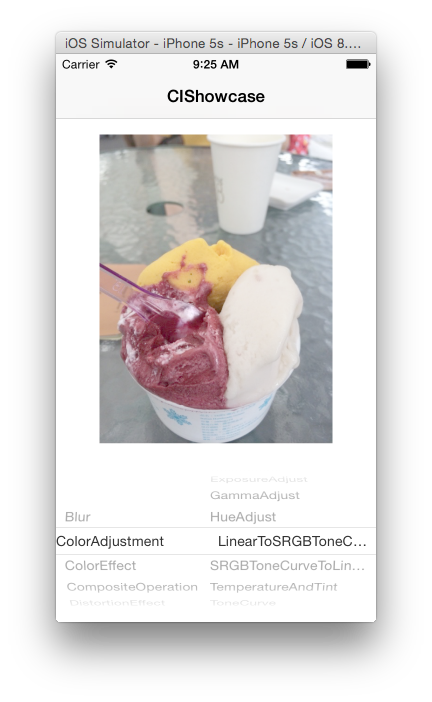 iOS Simulator - iPhone 5s - iPhone 5s / iOS 8....
Carrier 9:25 AM
CIShowcase
ExposureAdjust
GammaAdjust
Blur HueAdjust
ColorAdjustment LinearToSRGBToneC...
ColorEffect SRGBToneCurveToLin...
CompositeOperation TemperatureAndTint
DistortionEffect ToneCurve